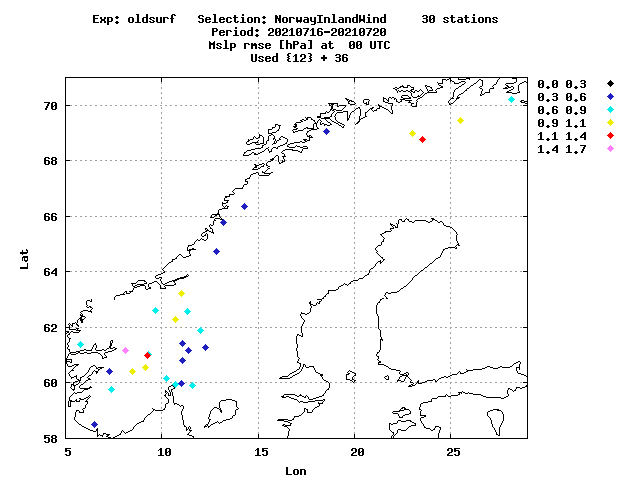 Exp: oldsurf   Selection: NorwayInlandWind     30 stations
Period: 20210716-20210720
Mslp rmse [hPa] at  00 UTC
Used {12} + 36
0.0 0.3
0.3 0.6
0.6 0.9
0.9 1.1
1.1 1.4
1.4 1.7
70
68
66
64
62
60
58
Lat
5 10 15 20 25
Lon